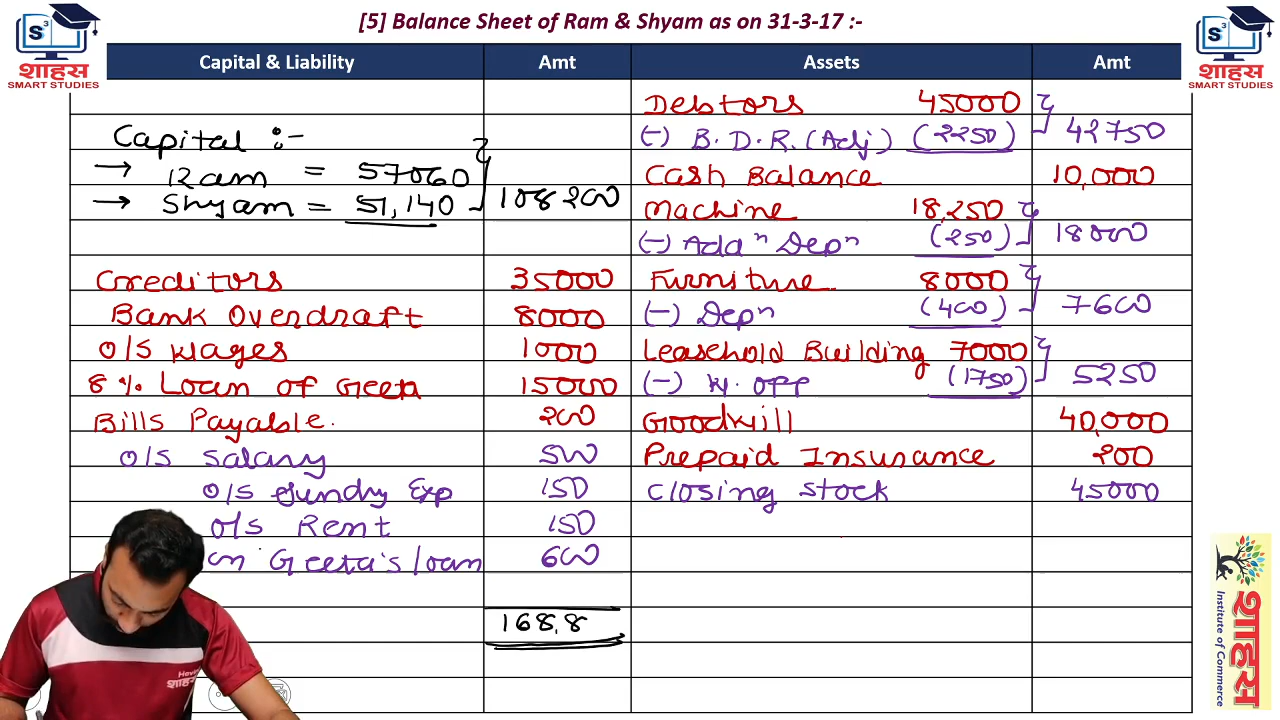 [5] Balance Sheet of Ram & Shyam as on 31-3-17 :-
S³
शाहस
SMART STUDIES
S³
शाहस
SMART STUDIES
Capital & Liability Amt Assets Amt
Capital :-
→ Ram = 57060
→ Shyam = 51,140 108200
Creditors 35000
Bank Overdraft 8000
O/S Wages 1000
8% Loan of Geeta 15000
Bills Payable. 200
O/S Salary 500
O/S Sundry Exp 150
O/S Rent 150
on Geeta's loan 600
168,8
Debtors 45000
(-) B.D.R. (Adj) (2250) 42750
Cash Balance 10,000
Machine 18,250
(-) Addⁿ Depⁿ (250) 18000
Furniture 8000
(-) Depⁿ (400) 7600
Leasehold Building 7000
(-) W.off (1750) 5250
Goodwill 40,000
Prepaid Insurance 200
Closing Stock 45000
शाहस
Institute of Commerce
शाहस